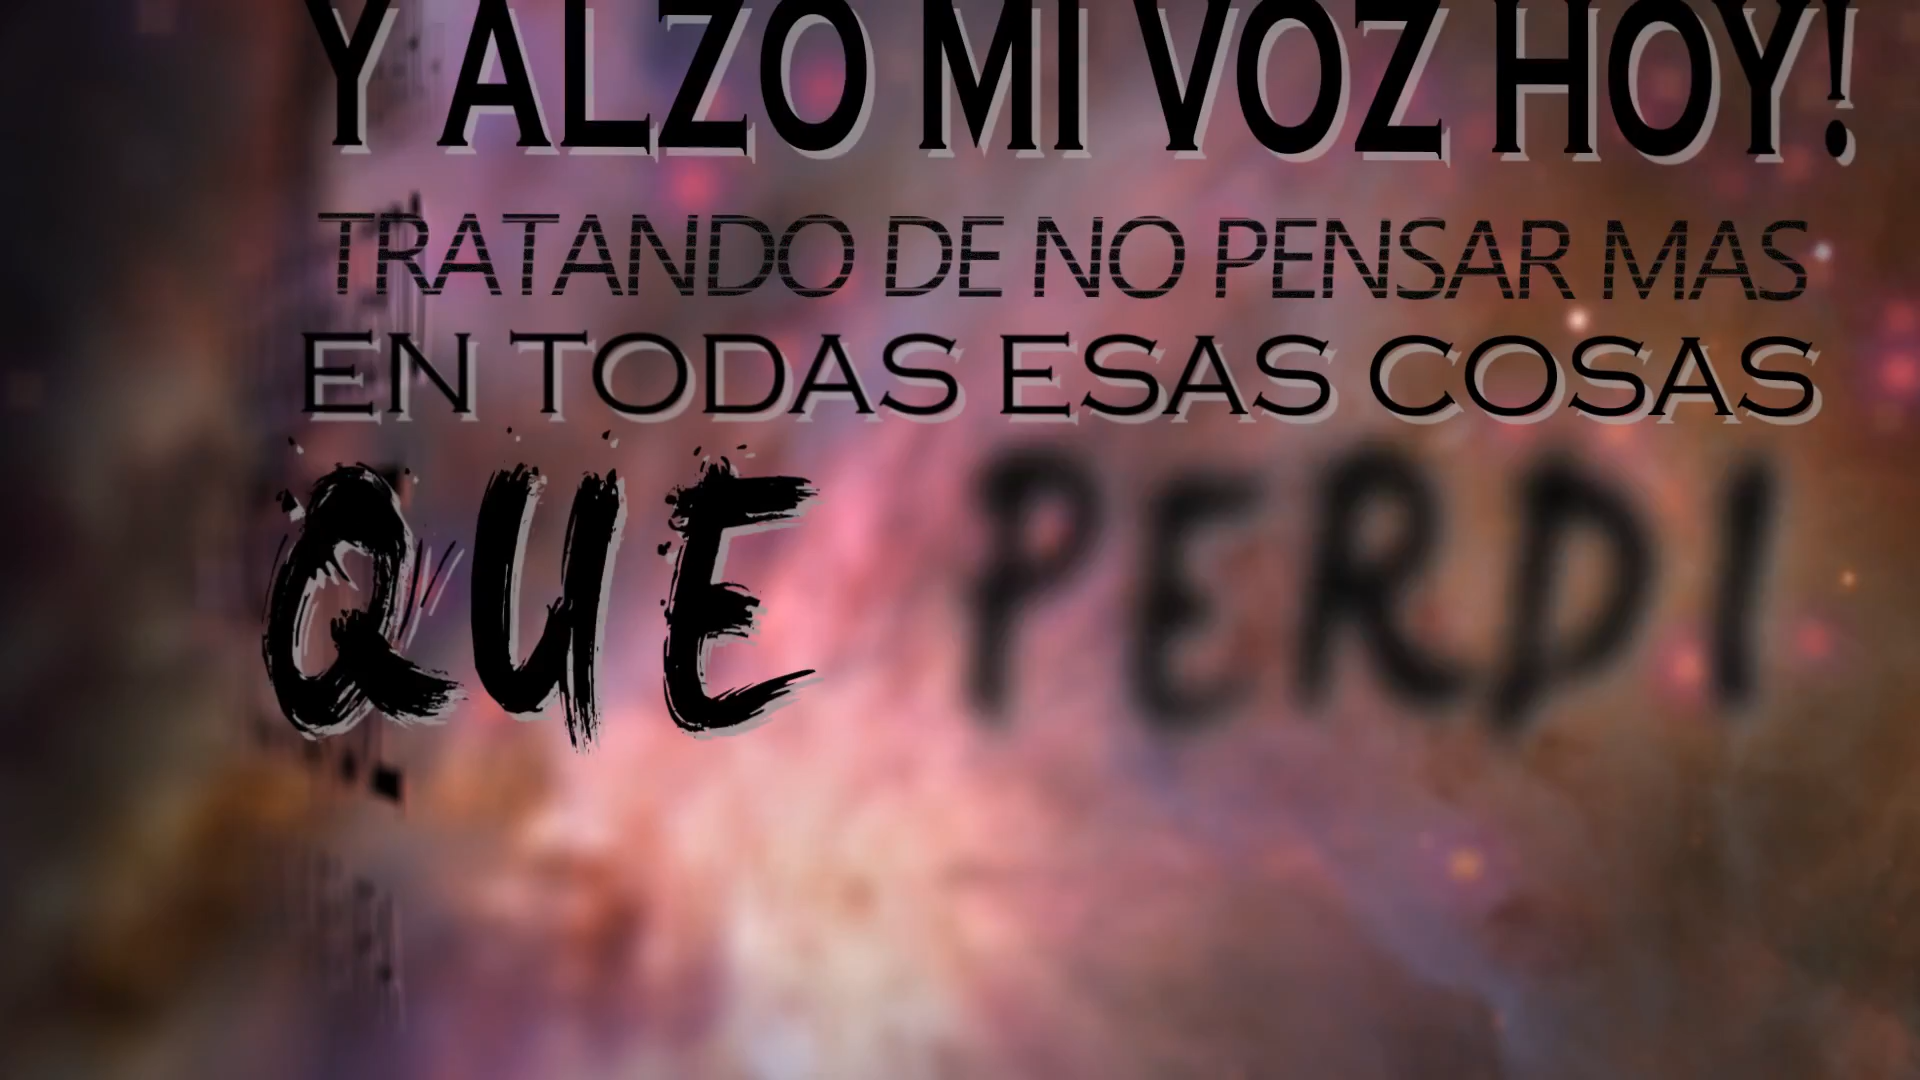 Y ALZO MI VOZ HOY!
TRATANDO DE NO PENSAR MAS
EN TODAS ESAS COSAS
QUE PERDI